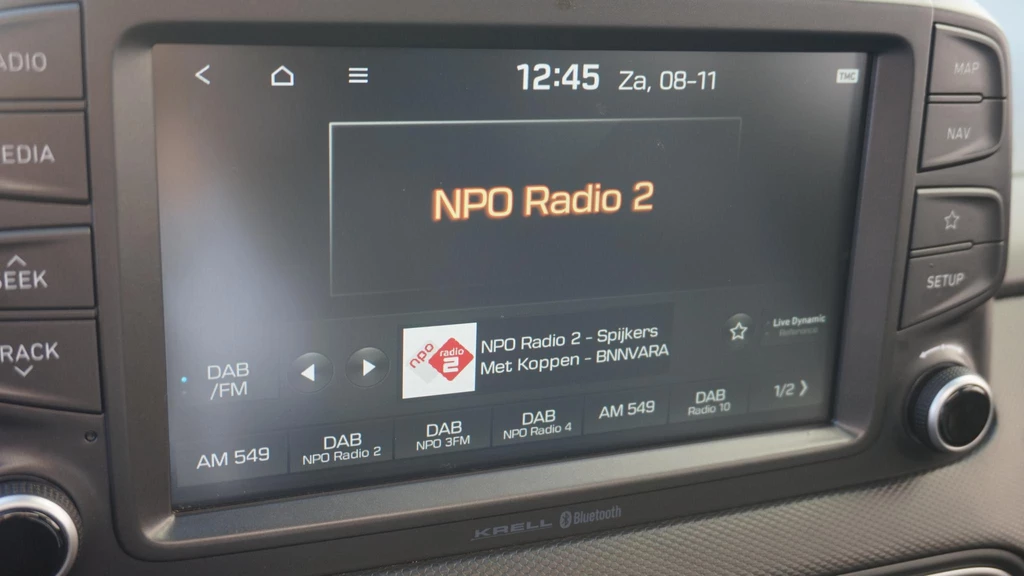 ADIO
EDIA
SEEK
TRACK
12:45 Za, 08-11
TMC
NPO Radio 2
DAB
/FM
npo radio 2
NPO Radio 2 - Spijkers
Met Koppen - BNNVARA
Live Dynamic
AM 549
DAB
NPO Radio 2
DAB
NPO 3FM
DAB
NPO Radio 4
AM 549
DAB
Radio 10
1/2
MAP
NAV
SETUP
KRELL Bluetooth